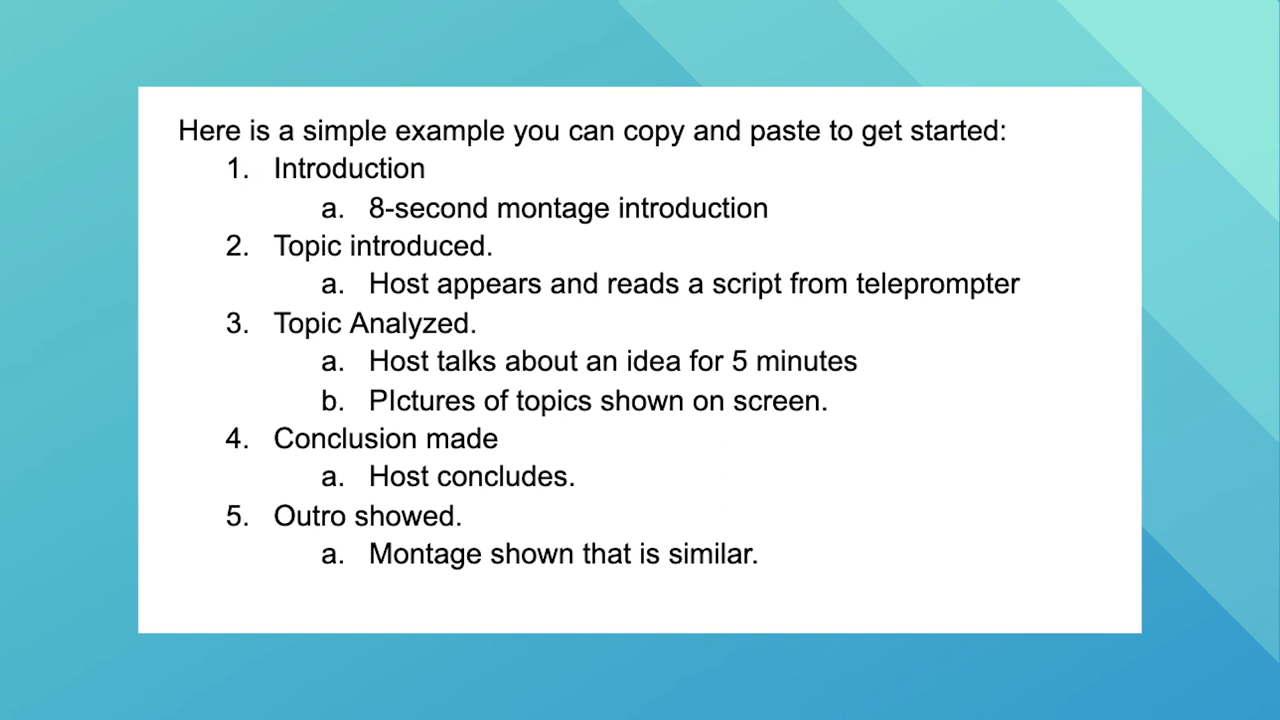 Here is a simple example you can copy and paste to get started:
1. Introduction
a. 8-second montage introduction
2. Topic introduced.
a. Host appears and reads a script from teleprompter
3. Topic Analyzed.
a. Host talks about an idea for 5 minutes
b. PIctures of topics shown on screen.
4. Conclusion made
a. Host concludes.
5. Outro showed.
a. Montage shown that is similar.